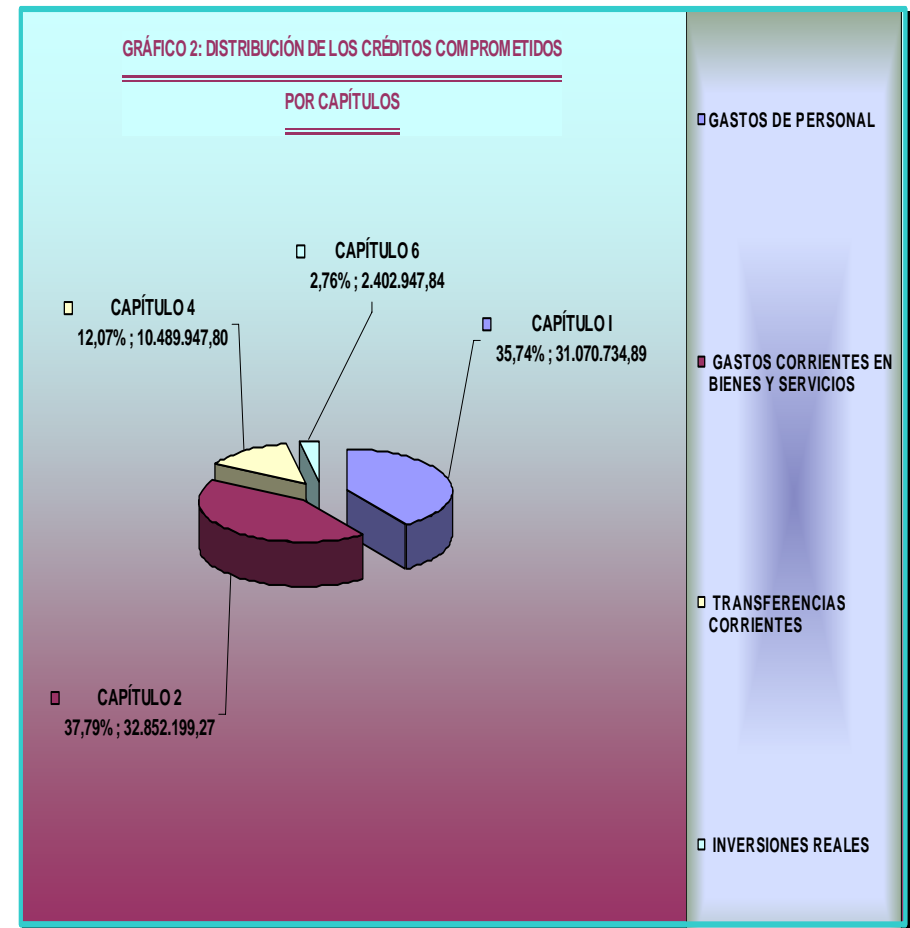 GRÁFICO 2: DISTRIBUCIÓN DE LOS CRÉDITOS COMPROMETIDOS
POR CAPÍTULOS
CAPÍTULO 6
2,76% ; 2.402.947,84
CAPÍTULO 4
12,07% ; 10.489.947,80
CAPÍTULO I
35,74% ; 31.070.734,89
CAPÍTULO 2
37,79% ; 32.852.199,27
GASTOS DE PERSONAL
GASTOS CORRIENTES EN
BIENES Y SERVICIOS
TRANSFERENCIAS
CORRIENTES
INVERSIONES REALES